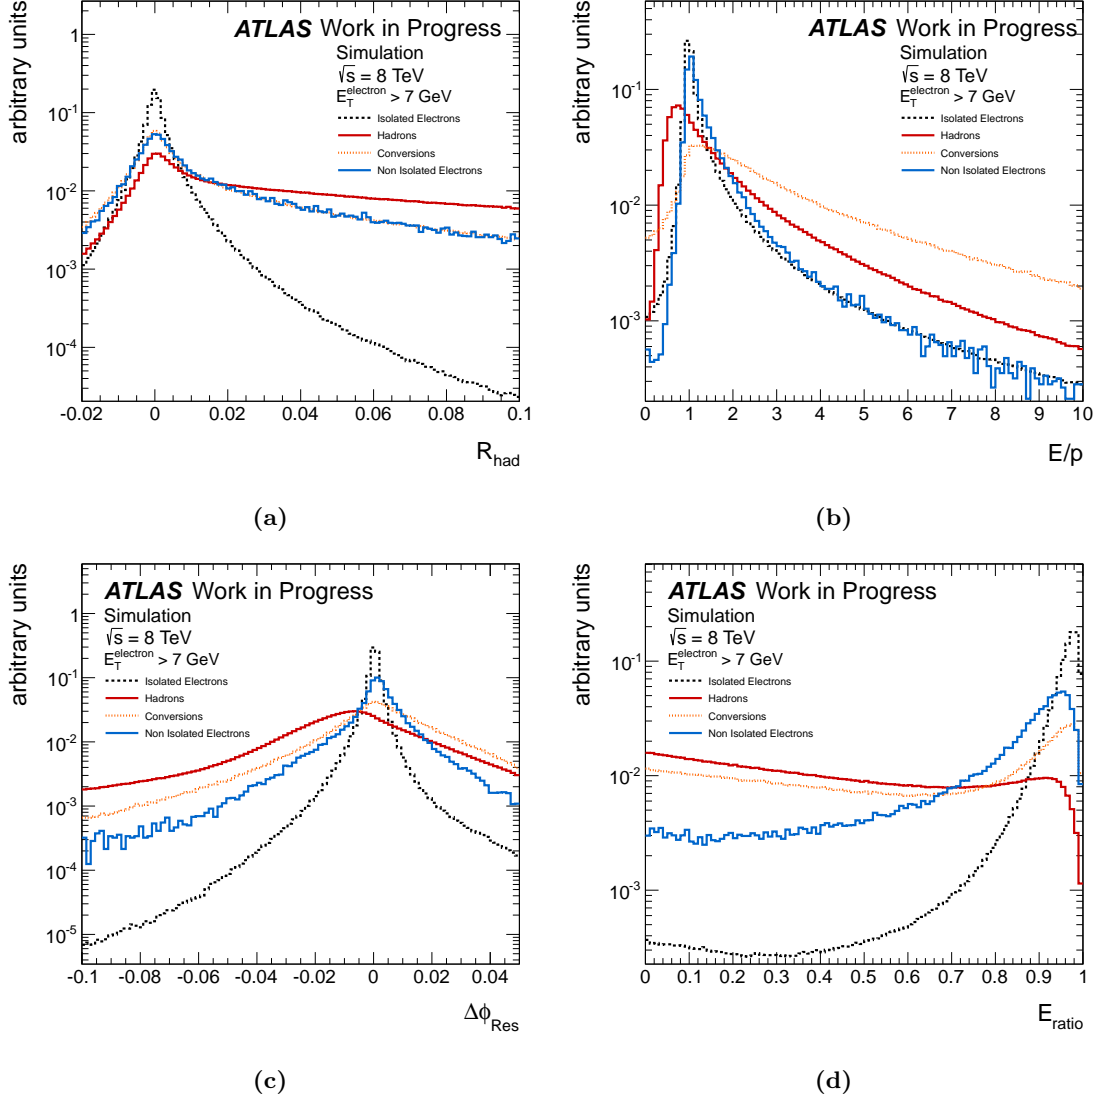 ATLAS Work in Progress
Simulation
√s = 8 TeV
E_T^electron > 7 GeV
Isolated Electrons
Hadrons
Conversions
Non Isolated Electrons
arbitrary units
1
10^-1
10^-2
10^-3
10^-4
-0.02 0 0.02 0.04 0.06 0.08 0.1
R_had
(a)
ATLAS Work in Progress
Simulation
√s = 8 TeV
E_T^electron > 7 GeV
Isolated Electrons
Hadrons
Conversions
Non Isolated Electrons
arbitrary units
10^-1
10^-2
10^-3
0 1 2 3 4 5 6 7 8 9 10
E/p
(b)
ATLAS Work in Progress
Simulation
√s = 8 TeV
E_T^electron > 7 GeV
Isolated Electrons
Hadrons
Conversions
Non Isolated Electrons
arbitrary units
1
10^-1
10^-2
10^-3
10^-4
10^-5
-0.1 -0.08 -0.06 -0.04 -0.02 0 0.02 0.04
Δϕ_Res
(c)
ATLAS Work in Progress
Simulation
√s = 8 TeV
E_T^electron > 7 GeV
Isolated Electrons
Hadrons
Conversions
Non Isolated Electrons
arbitrary units
10^-1
10^-2
10^-3
0 0.1 0.2 0.3 0.4 0.5 0.6 0.7 0.8 0.9 1
E_ratio
(d)